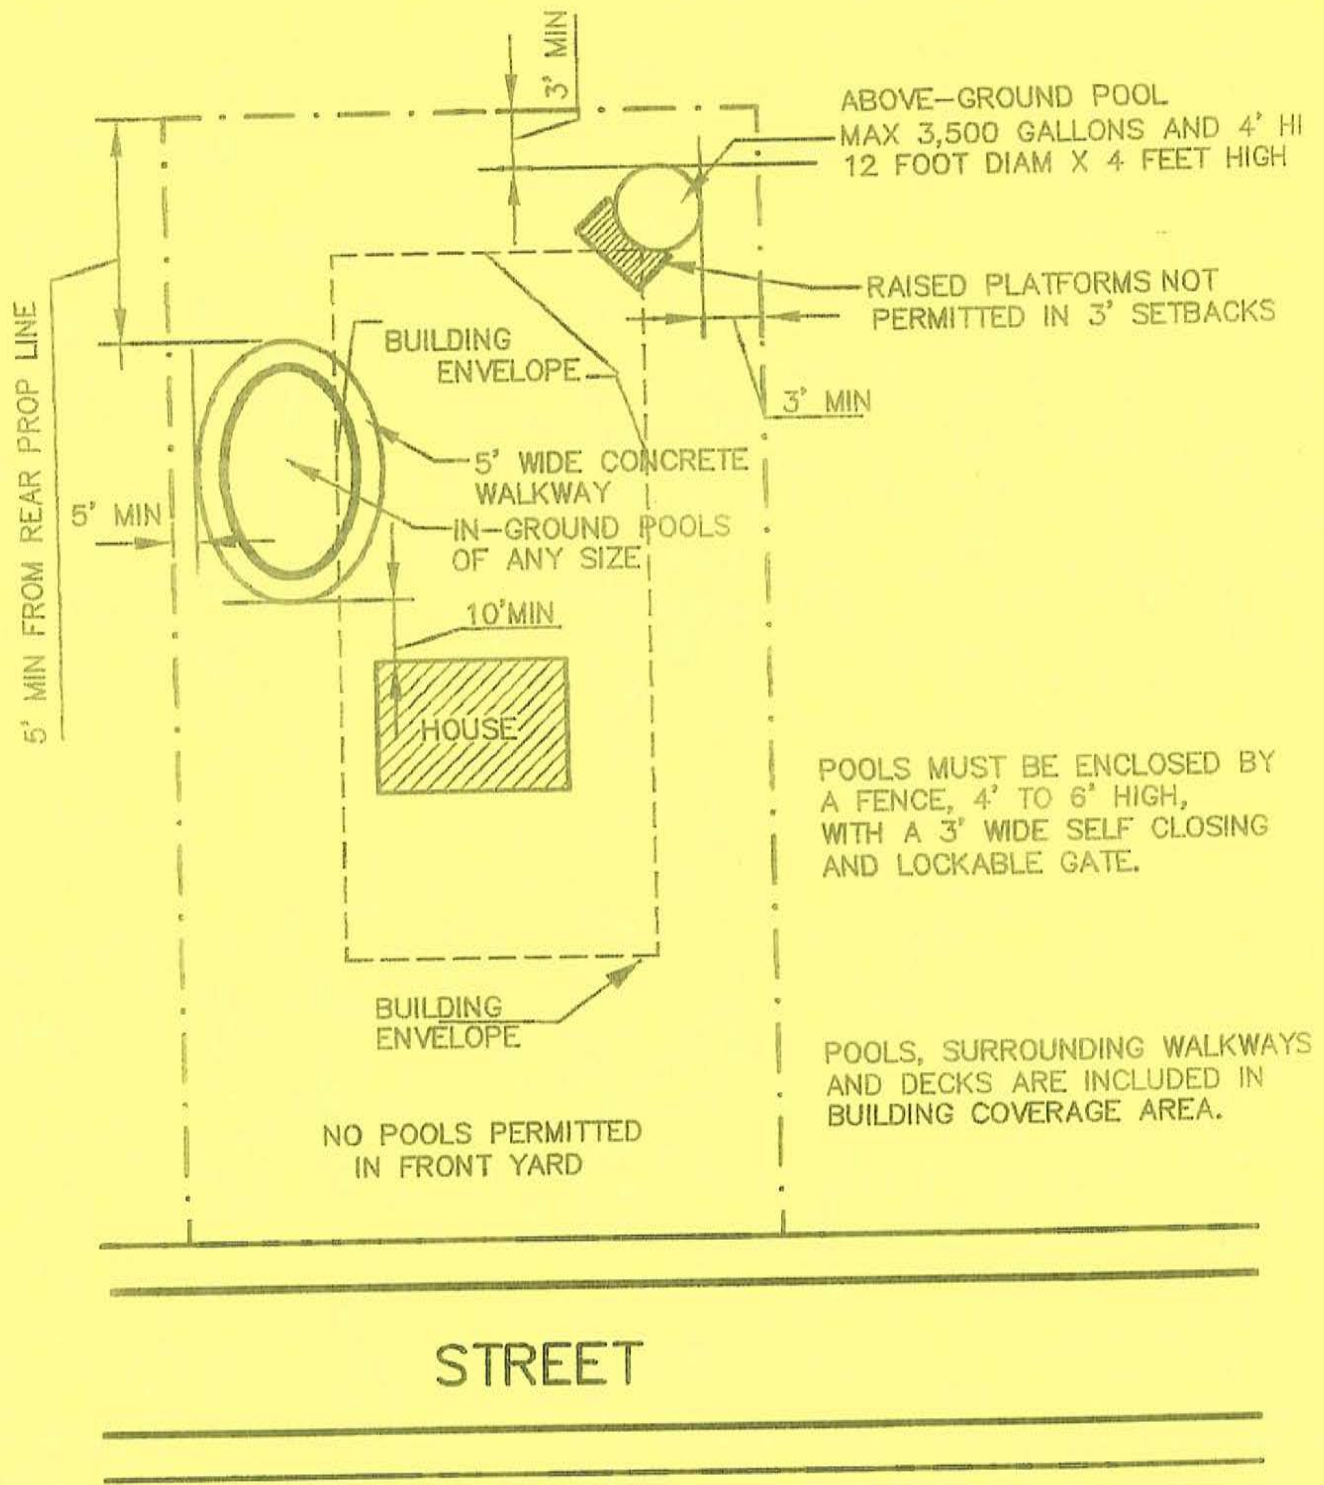 3' MIN
ABOVE-GROUND POOL
MAX 3,500 GALLONS AND 4' HI
12 FOOT DIAM X 4 FEET HIGH
RAISED PLATFORMS NOT
PERMITTED IN 3' SETBACKS
5' MIN FROM REAR PROP LINE
BUILDING
ENVELOPE
3' MIN
5' WIDE CONCRETE
WALKWAY
5' MIN
IN-GROUND POOLS
OF ANY SIZE
10'MIN
HOUSE
POOLS MUST BE ENCLOSED BY
A FENCE, 4' TO 6' HIGH,
WITH A 3' WIDE SELF CLOSING
AND LOCKABLE GATE.
BUILDING
ENVELOPE
POOLS, SURROUNDING WALKWAYS
AND DECKS ARE INCLUDED IN
BUILDING COVERAGE AREA.
NO POOLS PERMITTED
IN FRONT YARD
STREET